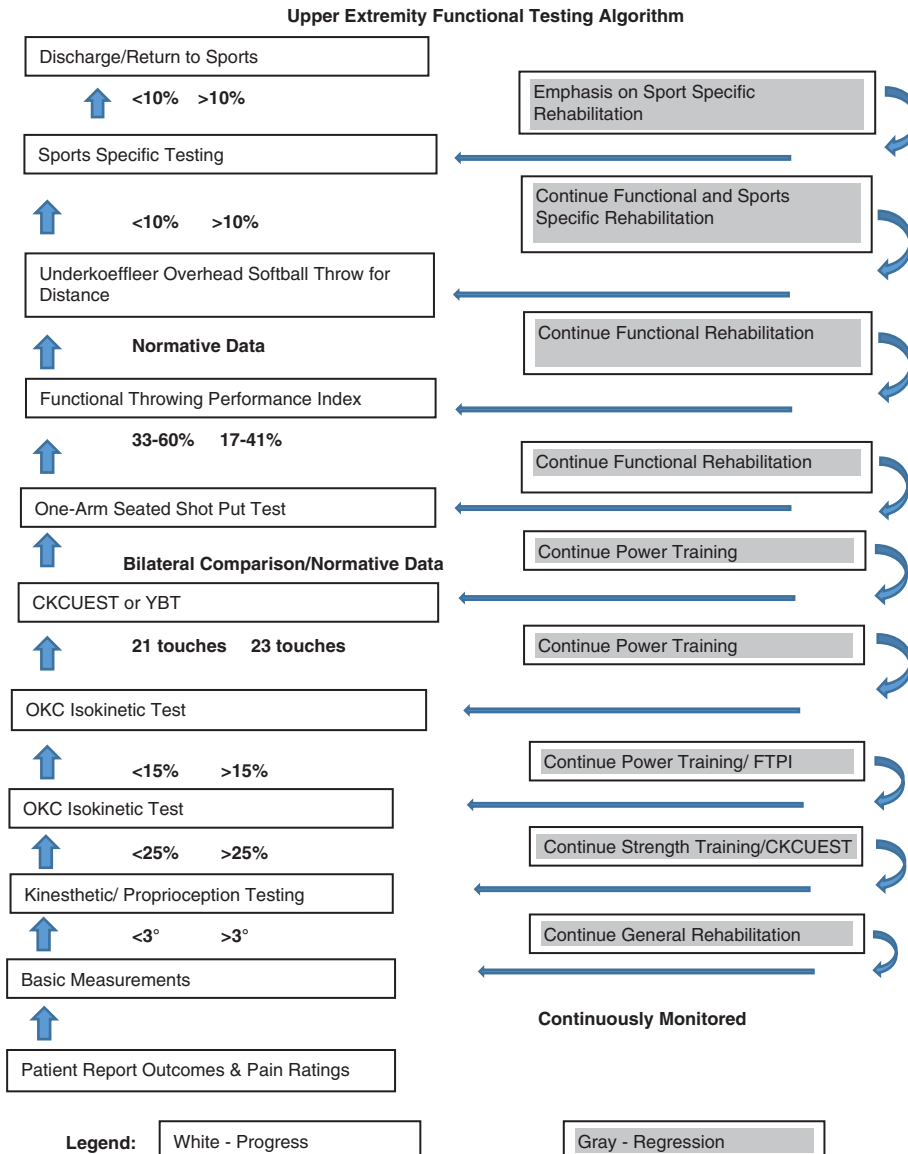 Upper Extremity Functional Testing Algorithm
Discharge/Return to Sports
<10% >10%
Emphasis on Sport Specific
Rehabilitation
Sports Specific Testing
<10% >10%
Continue Functional and Sports
Specific Rehabilitation
Underkoeffleer Overhead Softball Throw for
Distance
Normative Data
Continue Functional Rehabilitation
Functional Throwing Performance Index
33-60% 17-41%
Continue Functional Rehabilitation
One-Arm Seated Shot Put Test
Bilateral Comparison/Normative Data
Continue Power Training
CKCUEST or YBT
21 touches 23 touches
Continue Power Training
OKC Isokinetic Test
<15% >15%
Continue Power Training/ FTPI
OKC Isokinetic Test
<25% >25%
Continue Strength Training/CKCUEST
Kinesthetic/ Proprioception Testing
<3° >3°
Continue General Rehabilitation
Basic Measurements
Continuously Monitored
Patient Report Outcomes & Pain Ratings
Legend: White - Progress Gray - Regression